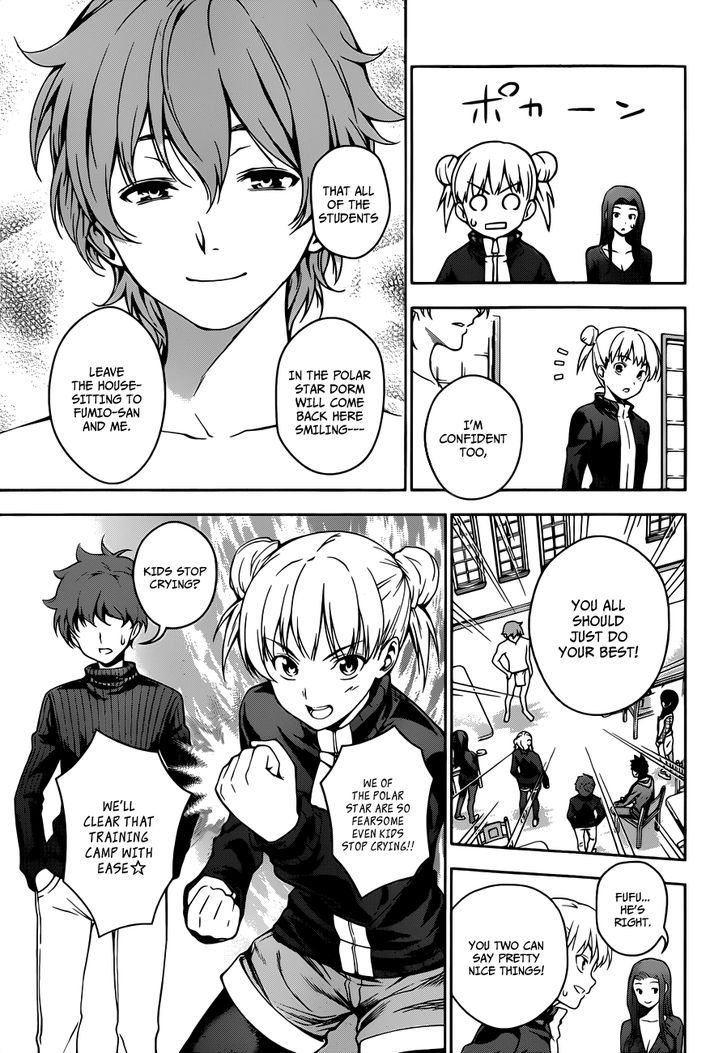 ポカーン
I'M
CONFIDENT
TOO,
THAT ALL
OF THE
STUDENTS
IN THE POLAR
STAR DORM
WILL COME
BACK HERE
SMILING---
LEAVE
THE HOUSE-
SITTING TO
FUMIO-SAN
AND ME.
YOU ALL
SHOULD
JUST DO
YOUR BEST!
FUFU...
HE'S
RIGHT.
YOU TWO CAN
SAY PRETTY
NICE THINGS!
WE OF
THE POLAR
STAR ARE SO
FEARSOME
EVEN KIDS
STOP CRYING!!
KIDS STOP
CRYING?
WE'LL
CLEAR THAT
TRAINING
CAMP WITH
EASE☆